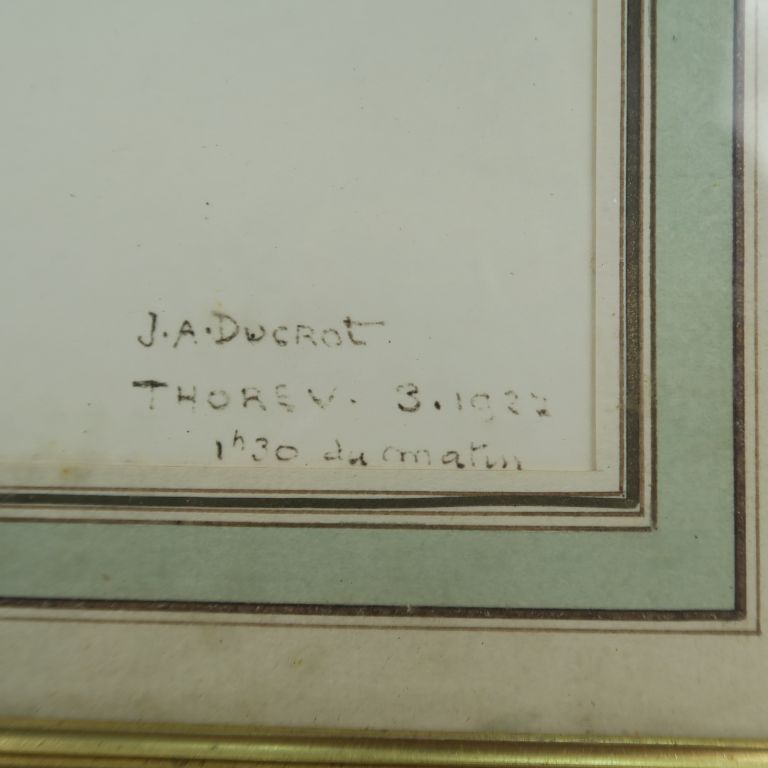 J.A.DUCROT
THOREV. 3.1922
1h30 du matin